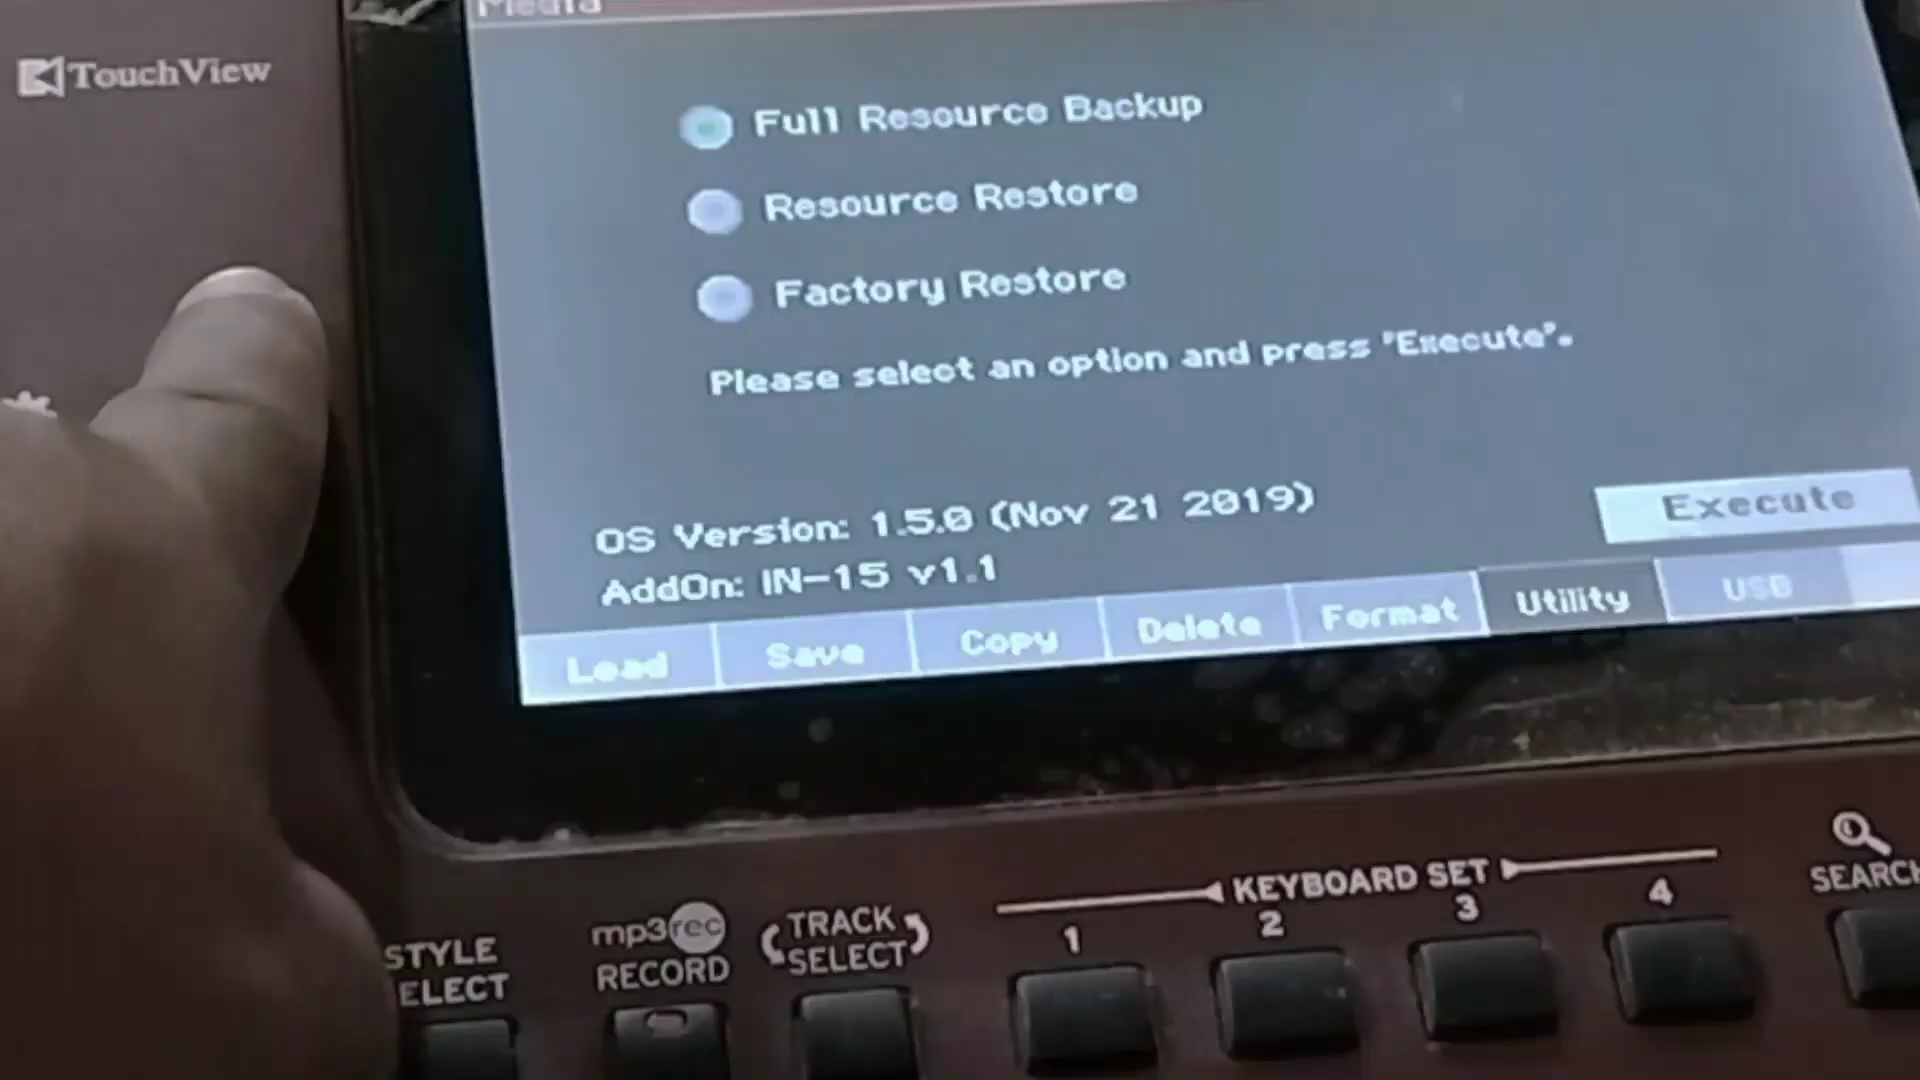 Media
TouchView
Full Resource Backup
Resource Restore
Factory Restore
Please select an option and press "Execute".
OS Version: 1.5.0 (Nov 21 2019)
AddOn: IN-15 v1.1
Execute
Load Save Copy Delete Format Utility USB
KEYBOARD SET
1 2 3 4
SEARCH
STYLE
ELECT
mp3rec
RECORD
TRACK
SELECT